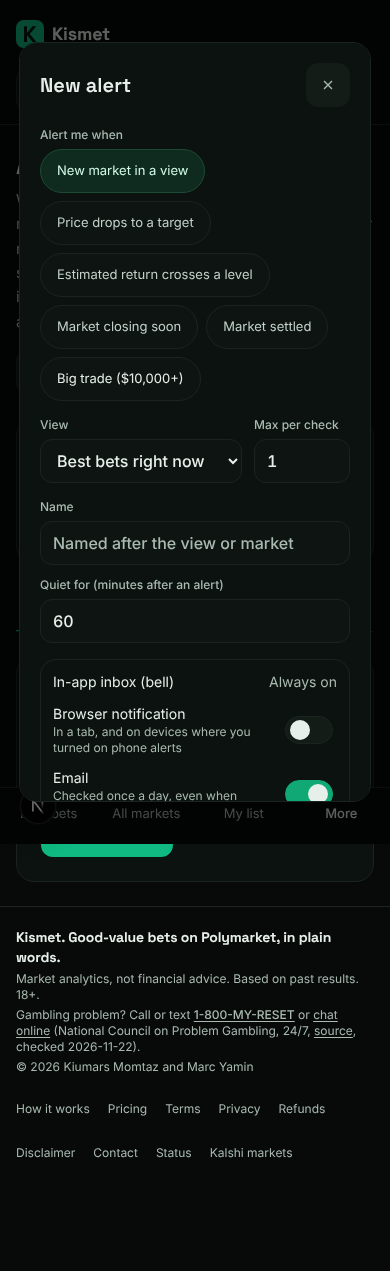 Kismet
New alert
×
Alert me when
New market in a view
Price drops to a target
Estimated return crosses a level
Market closing soon
Market settled
Big trade ($10,000+)
View
Max per check
Best bets right now
1
Name
Named after the view or market
Quiet for (minutes after an alert)
60
In-app inbox (bell)
Always on
Browser notification
In a tab, and on devices where you
turned on phone alerts
Email
Checked once a day, even when
bets
All markets
My list
More
Kismet. Good-value bets on Polymarket, in plain
words.
Market analytics, not financial advice. Based on past results.
18+.
Gambling problem? Call or text 1-800-MY-RESET or chat
online (National Council on Problem Gambling, 24/7, source,
checked 2026-11-22).
© 2026 Kiumars Momtaz and Marc Yamin
How it works
Pricing
Terms
Privacy
Refunds
Disclaimer
Contact
Status
Kalshi markets